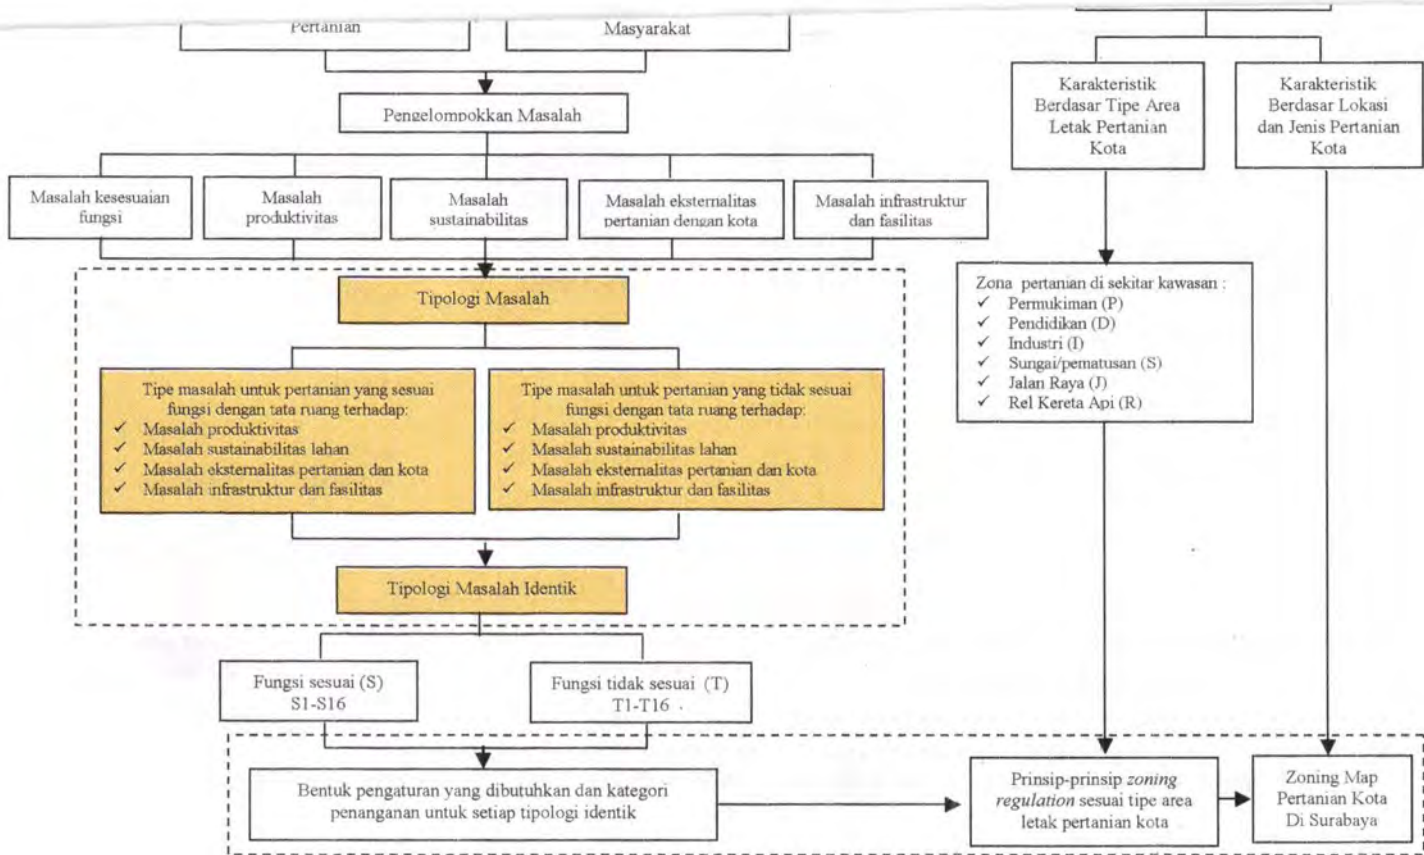 Pertanian
Masyarakat
Pengelompokkan Masalah
Masalah kesesuaian
fungsi
Masalah
produktivitas
Masalah
sustainabilitas
Masalah eksternalitas
pertanian dengan kota
Masalah infrastruktur
dan fasilitas
Tipologi Masalah
Tipe masalah untuk pertanian yang sesuai
fungsi dengan tata ruang terhadap:
✓ Masalah produktivitas
✓ Masalah sustainabilitas lahan
✓ Masalah eksternalitas pertanian dan kota
✓ Masalah infrastruktur dan fasilitas
Tipe masalah untuk pertanian yang tidak sesuai
fungsi dengan tata ruang terhadap:
✓ Masalah produktivitas
✓ Masalah sustainabilitas lahan
✓ Masalah eksternalitas pertanian dan kota
✓ Masalah infrastruktur dan fasilitas
Tipologi Masalah Identik
Fungsi sesuai (S)
S1-S16
Fungsi tidak sesuai (T)
T1-T16
Bentuk pengaturan yang dibutuhkan dan kategori
penanganan untuk setiap tipologi identik
Karakteristik
Berdasar Tipe Area
Letak Pertanian
Kota
Karakteristik
Berdasar Lokasi
dan Jenis Pertanian
Kota
Zona pertanian di sekitar kawasan :
✓ Permukiman (P)
✓ Pendidikan (D)
✓ Industri (I)
✓ Sungai/pematusan (S)
✓ Jalan Raya (J)
✓ Rel Kereta Api (R)
Prinsip-prinsip zoning
regulation sesuai tipe area
letak pertanian kota
Zoning Map
Pertanian Kota
Di Surabaya